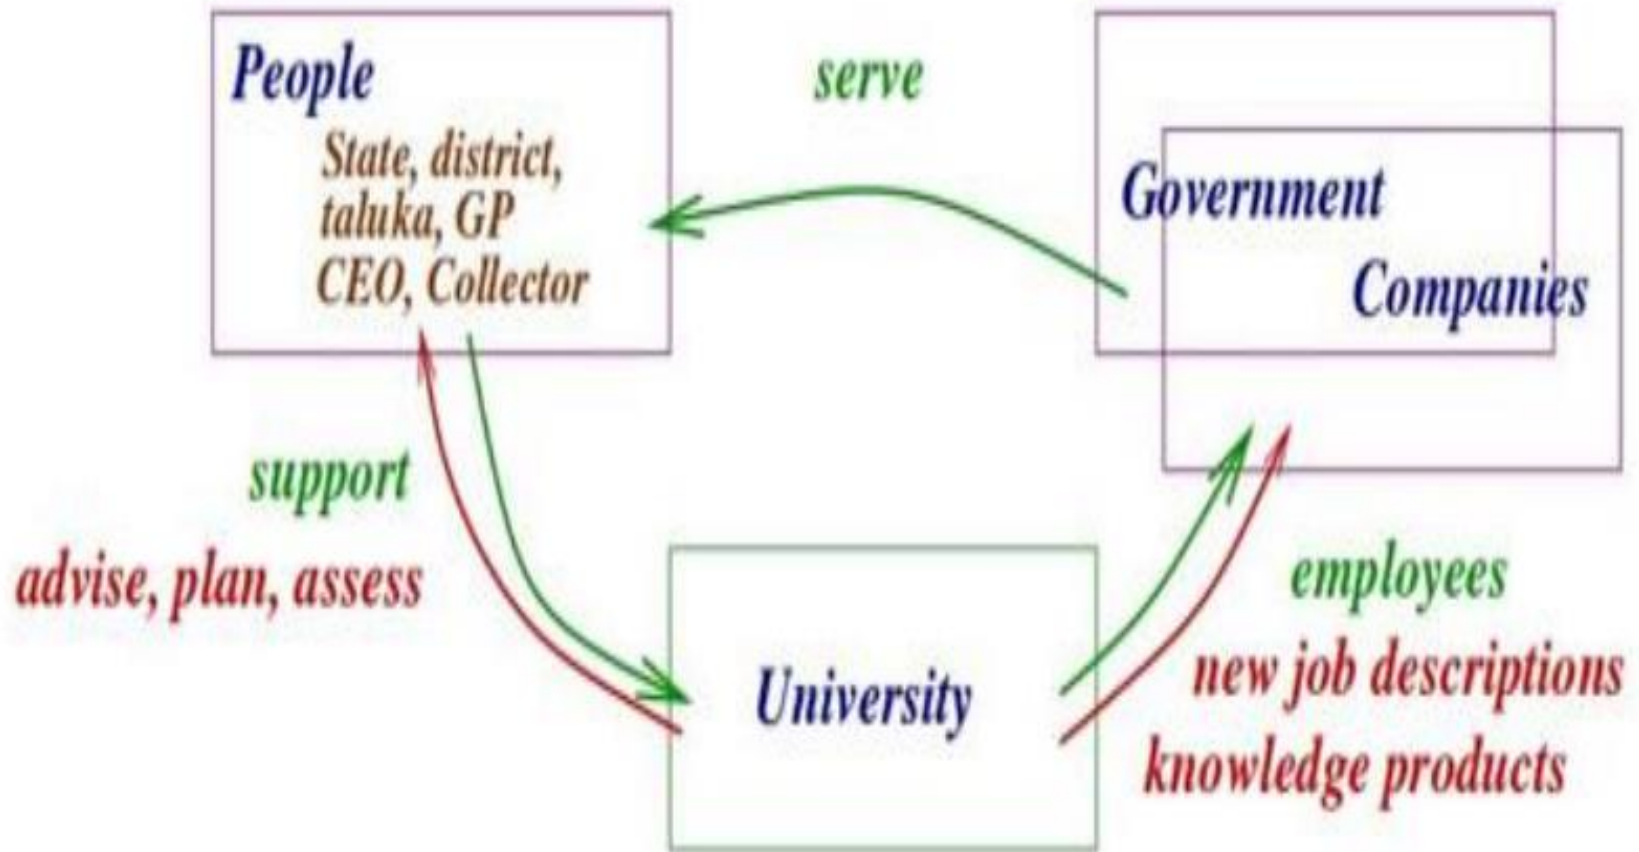 People
State, district,
taluka, GP
CEO, Collector
serve
Government
Companies
support
advise, plan, assess
University
employees
new job descriptions
knowledge products